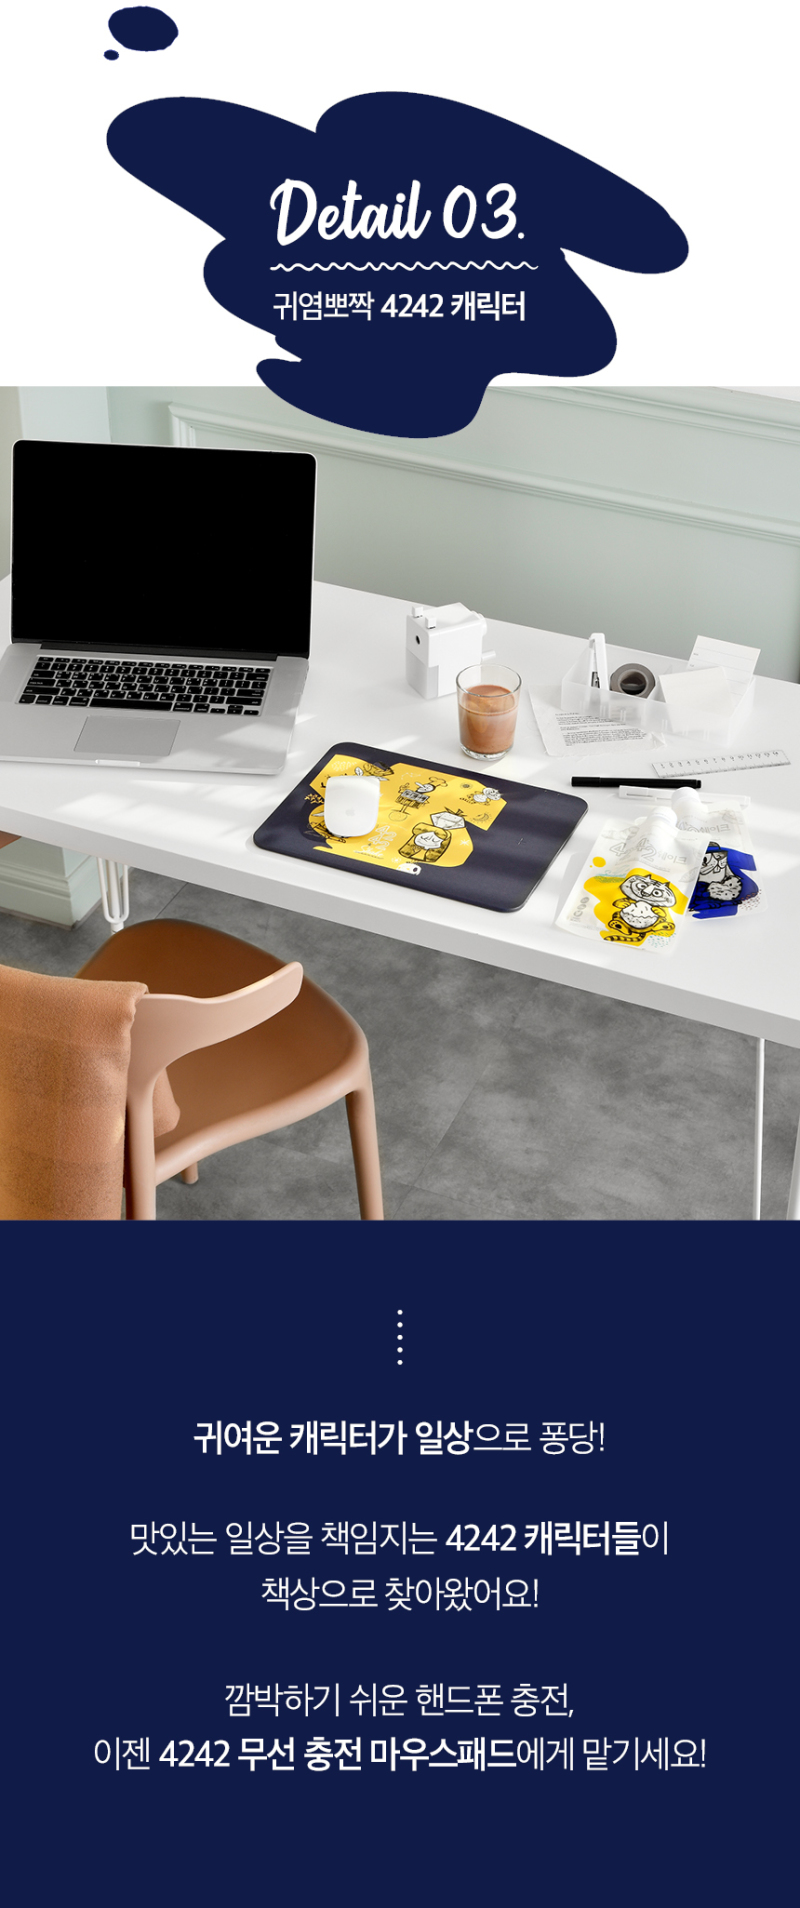 Detail 03.
귀염뽀짝 4242 캐릭터
귀여운 캐릭터가 일상으로 퐁당!
맛있는 일상을 책임지는 4242 캐릭터들이
책상으로 찾아왔어요!
깜박하기 쉬운 핸드폰 충전,
이젠 4242 무선 충전 마우스패드에게 맡기세요!